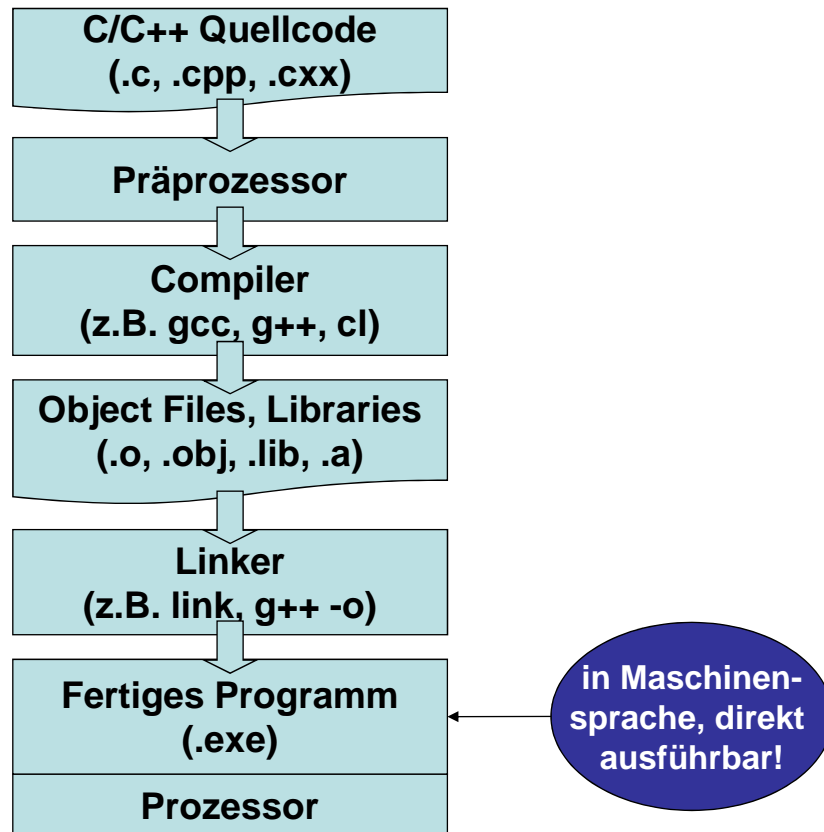 C/C++ Quellcode
(.c, .cpp, .cxx)
Präprozessor
Compiler
(z.B. gcc, g++, cl)
Object Files, Libraries
(.o, .obj, .lib, .a)
Linker
(z.B. link, g++ -o)
Fertiges Programm
(.exe)
Prozessor
in Maschinen-
sprache, direkt
ausführbar!